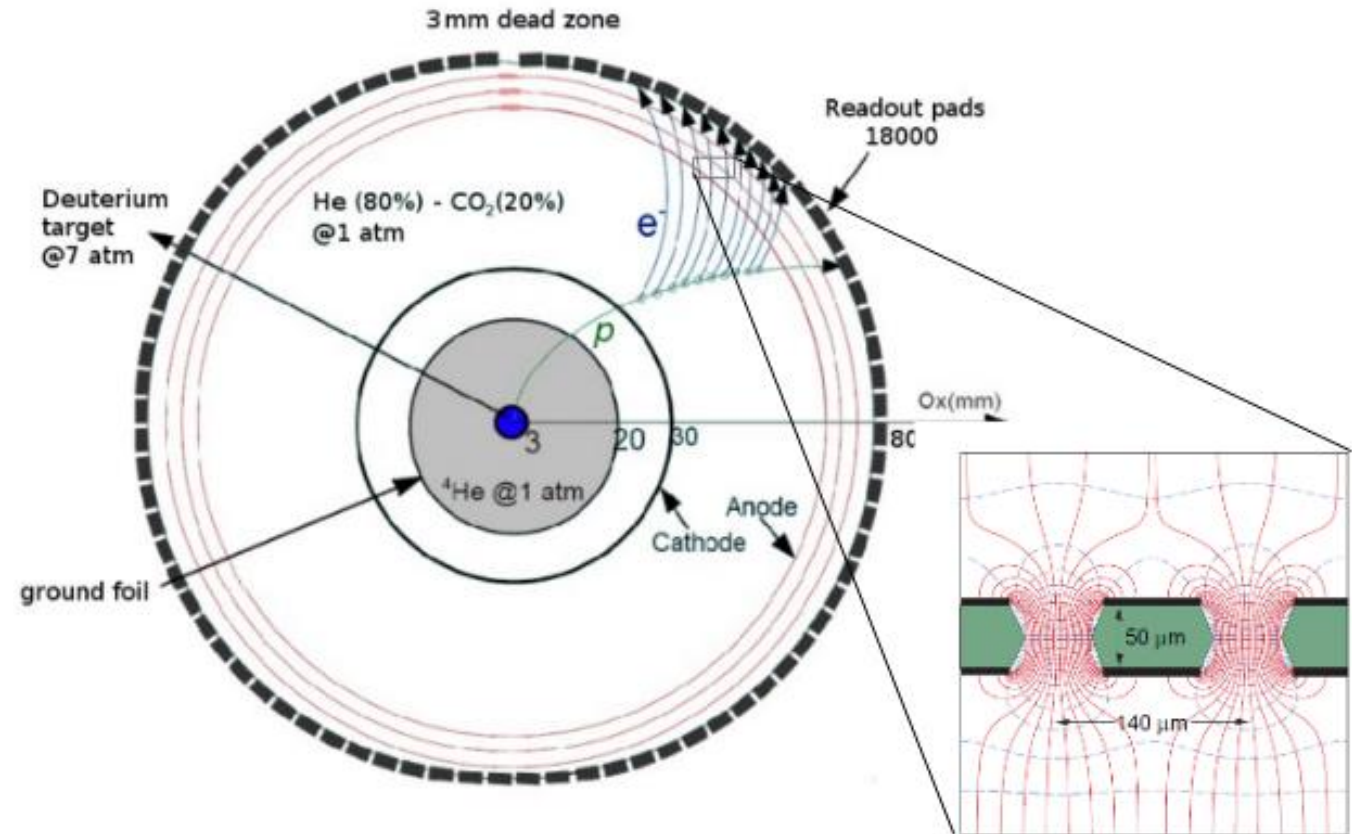 3mm dead zone
Readout pads
18000
Deuterium
target
@7 atm
He (80%) - CO₂(20%)
@1 atm
e⁻
p
Ox(mm)
3
20
30
80
⁴He @1 atm
Anode
Cathode
ground foil
50 μm
140 μm